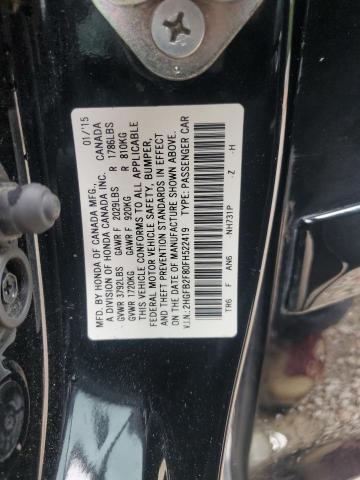 MFD. BY HONDA OF CANADA MFG., 01/'15
A DIVISION OF HONDA CANADA INC. CANADA
GVWR 3792LBS GAWR F 2029LBS R 1786LBS
GVWR 1720KG GAWR F 920KG R 810KG
THIS VEHICLE CONFORMS TO ALL APPLICABLE
FEDERAL MOTOR VEHICLE SAFETY, BUMPER,
AND THEFT PREVENTION STANDARDS IN EFFECT
ON THE DATE OF MANUFACTURE SHOWN ABOVE.
V.I.N.: 2HGFB2F80FH522419 TYPE: PASSENGER CAR
TR6 F AN6 -NH731P -Z -H